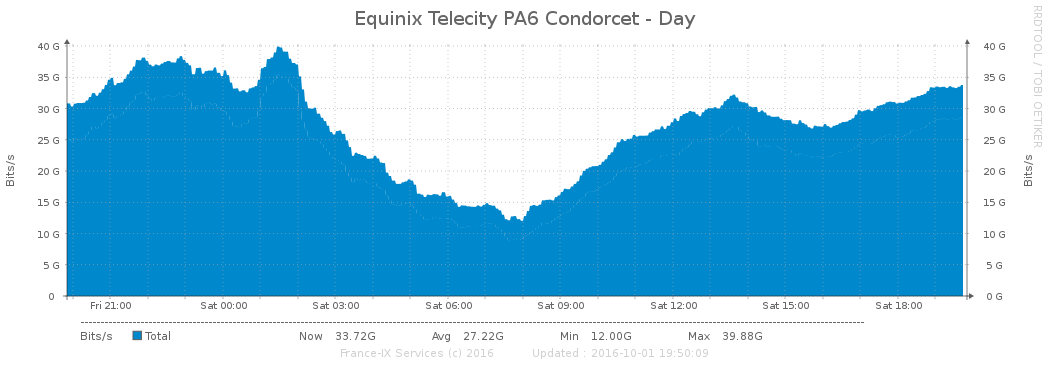 Equinix Telecity PA6 Condorcet - Day
RRDTOOL / TOBI OETIKER
Bits/s
40 G 40 G
35 G 35 G
30 G 30 G
25 G 25 G
20 G 20 G
15 G 15 G
10 G 10 G
5 G 5 G
0 0 G
Bits/s
Fri 21:00 Sat 00:00 Sat 03:00 Sat 06:00 Sat 09:00 Sat 12:00 Sat 15:00 Sat 18:00
Bits/s Total Now 33.72G Avg 27.22G Min 12.00G Max 39.88G
France-IX Services (c) 2016 Updated : 2016-10-01 19:50:09